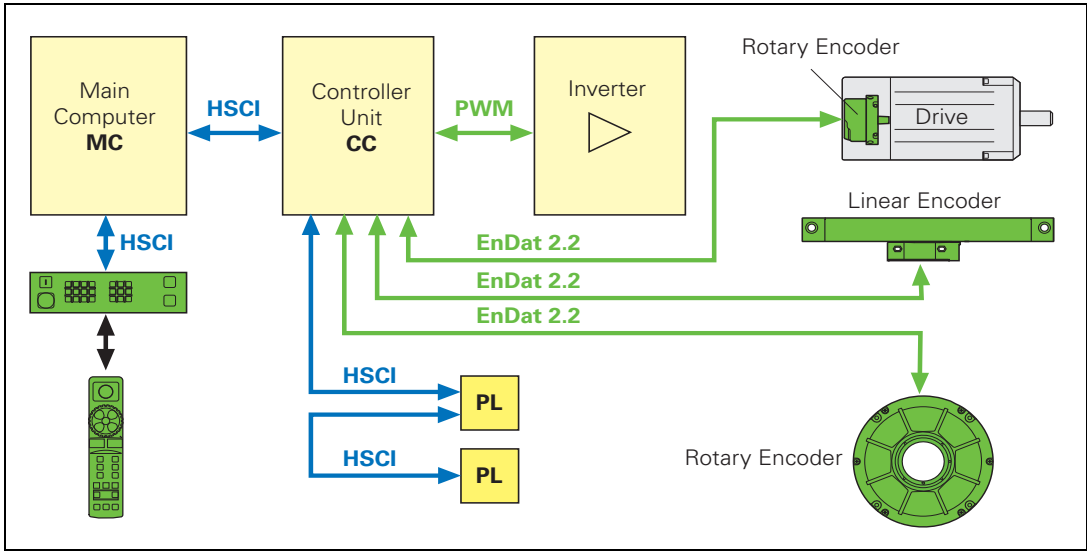 Main
Computer
MC
HSCI
Controller
Unit
CC
PWM
Inverter
Rotary Encoder
Drive
Linear Encoder
HSCI
EnDat 2.2
EnDat 2.2
EnDat 2.2
HSCI
PL
HSCI
PL
Rotary Encoder